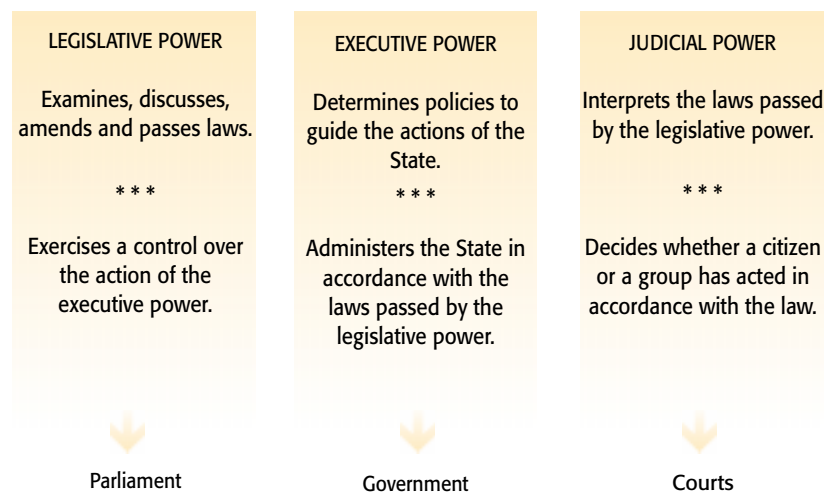 LEGISLATIVE POWER
Examines, discusses,
amends and passes laws.
* * *
Exercises a control over
the action of the
executive power.
Parliament
EXECUTIVE POWER
Determines policies to
guide the actions of the
State.
* * *
Administers the State in
accordance with the
laws passed by the
legislative power.
Government
JUDICIAL POWER
Interprets the laws passed
by the legislative power.
* * *
Decides whether a citizen
or a group has acted in
accordance with the law.
Courts